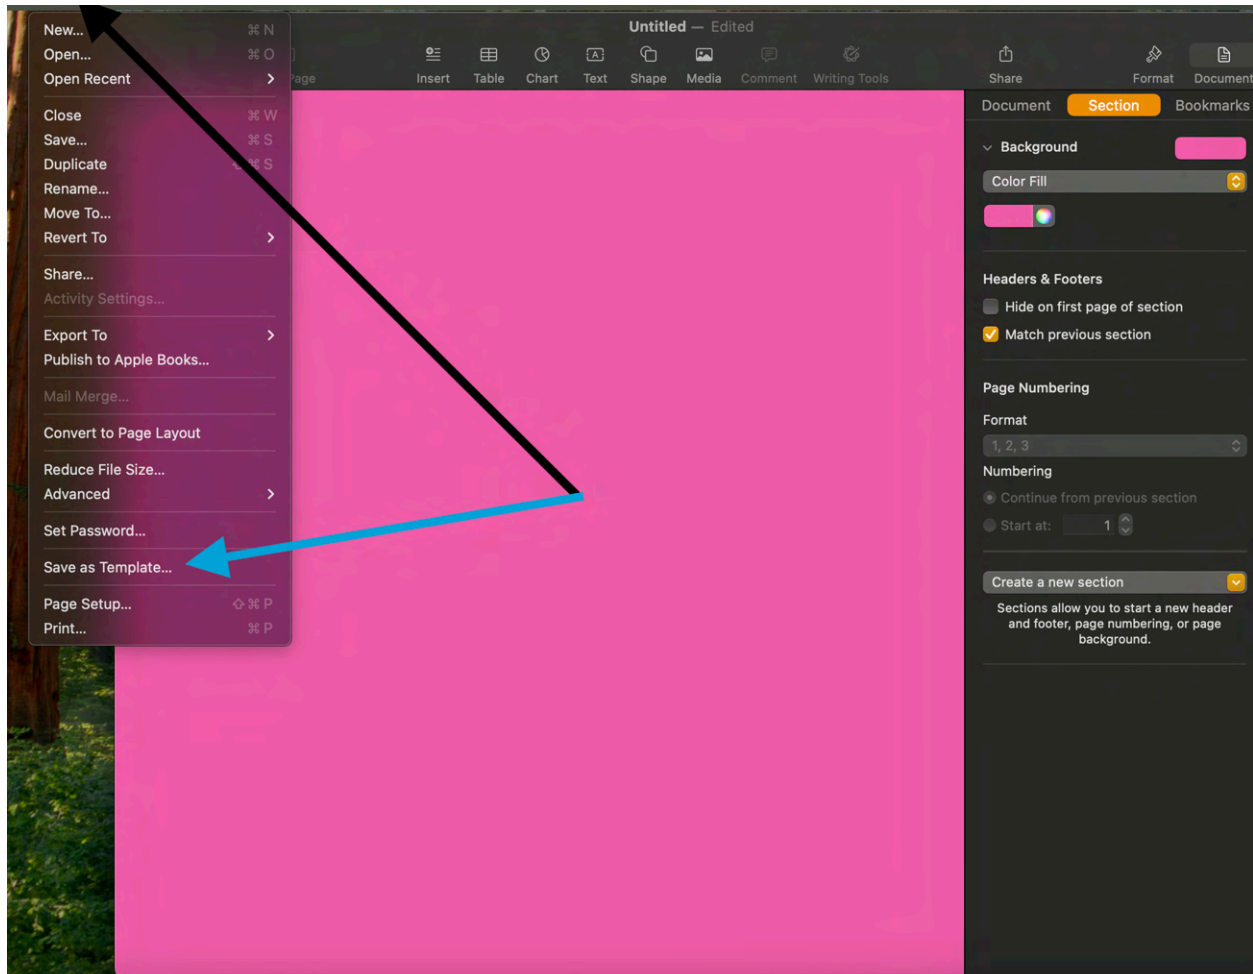 New... ⌘ N
Open... ⌘ O
Open Recent
Close ⌘ W
Save... ⌘ S
Duplicate ⌘ S
Rename...
Move To...
Revert To
Share...
Activity Settings...
Export To
Publish to Apple Books...
Mail Merge...
Convert to Page Layout
Reduce File Size...
Advanced
Set Password...
Save as Template...
Page Setup... ⇧ ⌘ P
Print... ⌘ P
Untitled — Edited
Page Insert Table Chart Text Shape Media Comment Writing Tools Share Format Document
Document Section Bookmarks
Background
Color Fill
Headers & Footers
Hide on first page of section
Match previous section
Page Numbering
Format
1, 2, 3
Numbering
Continue from previous section
Start at: 1
Create a new section
Sections allow you to start a new header
and footer, page numbering, or page
background.